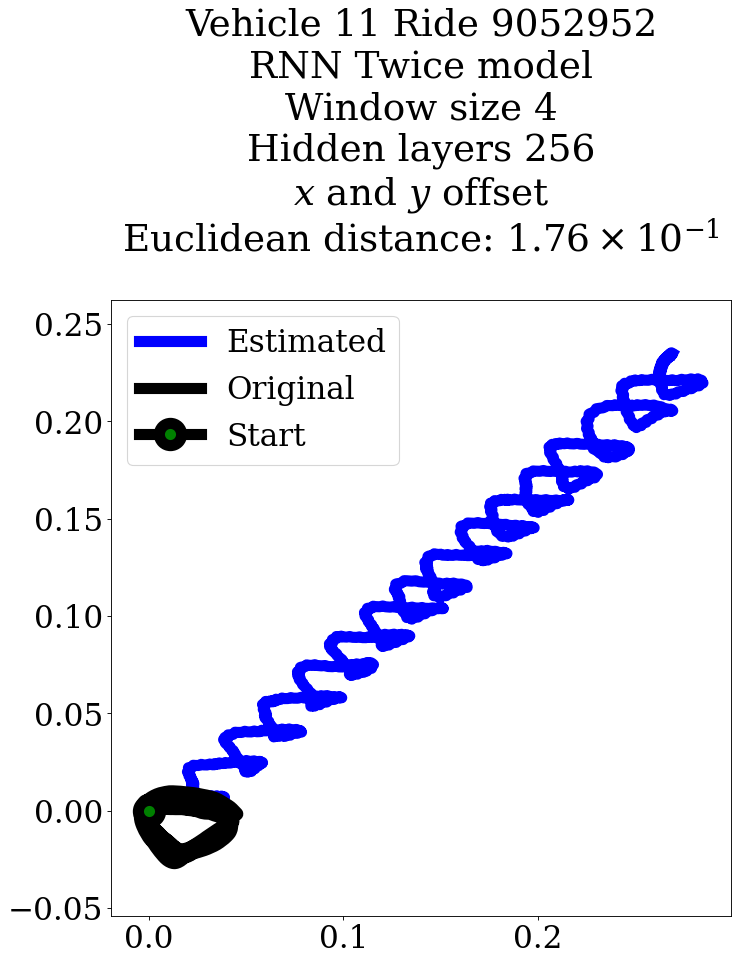 Vehicle 11 Ride 9052952
RNN Twice model
Window size 4
Hidden layers 256
x and y offset
Euclidean distance: 1.76 × 10⁻¹
Estimated
Original
Start
0.25
0.20
0.15
0.10
0.05
0.00
−0.05
0.0 0.1 0.2